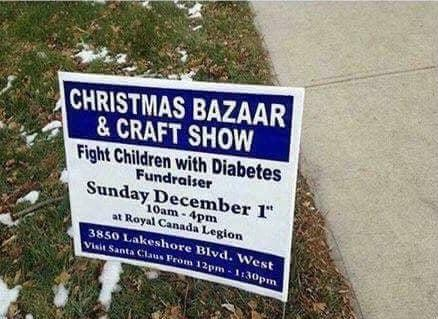 CHRISTMAS BAZAAR
& CRAFT SHOW
Fight Children with Diabetes
Fundraiser
Sunday December 1st
10am - 4pm
at Royal Canada Legion
3850 Lakeshore Blvd. West
Visit Santa Claus From 12pm - 1:30pm